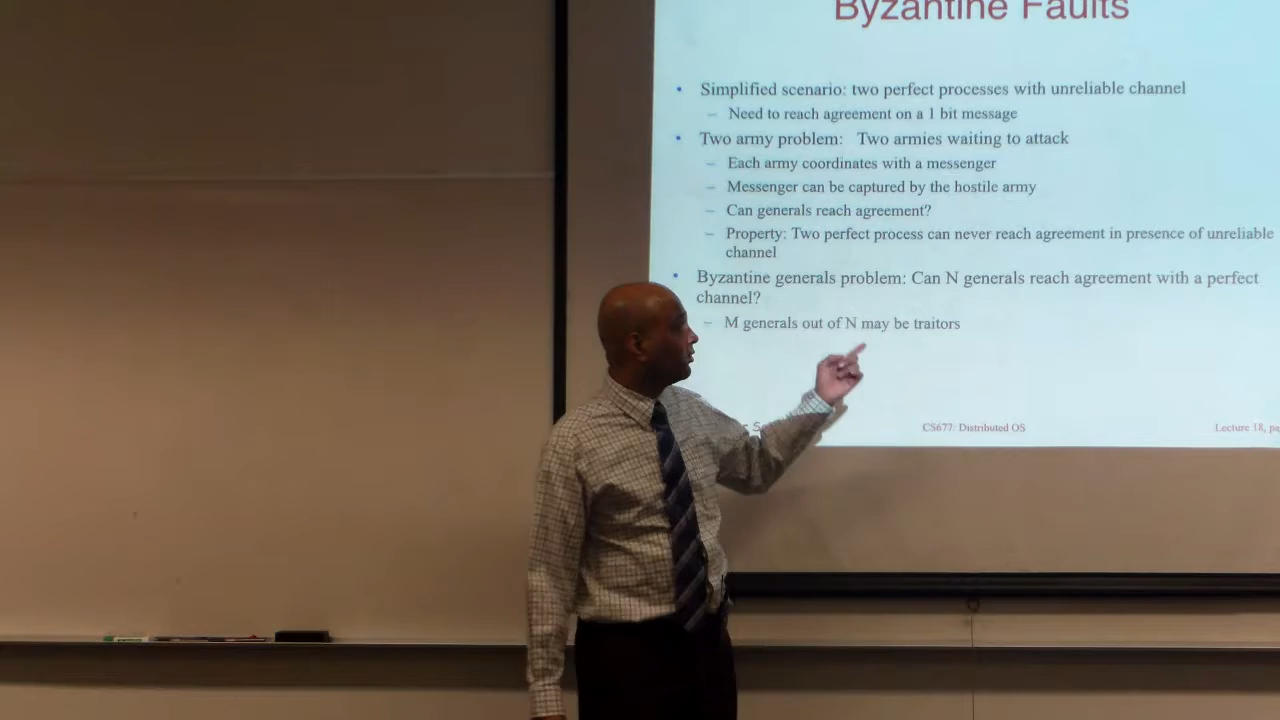 Byzantine Faults
• Simplified scenario: two perfect processes with unreliable channel
– Need to reach agreement on a 1 bit message
• Two army problem: Two armies waiting to attack
– Each army coordinates with a messenger
– Messenger can be captured by the hostile army
– Can generals reach agreement?
– Property: Two perfect process can never reach agreement in presence of unreliable
channel
• Byzantine generals problem: Can N generals reach agreement with a perfect
channel?
– M generals out of N may be traitors
CS677: Distributed OS
Lecture 18,